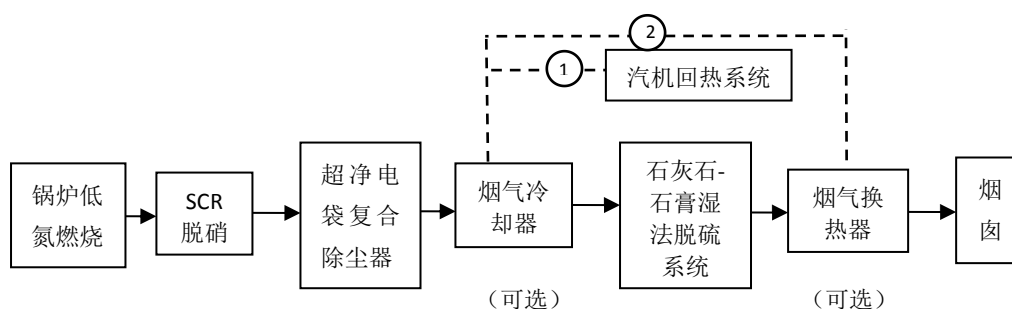 2
1
汽机回热系统
锅炉低
氮燃烧
SCR
脱硝
超净电
袋复合
除尘器
烟气冷
却器
石灰石-
石膏湿
法脱硫
系统
烟气换
热器
烟
囱
（可选）
（可选）